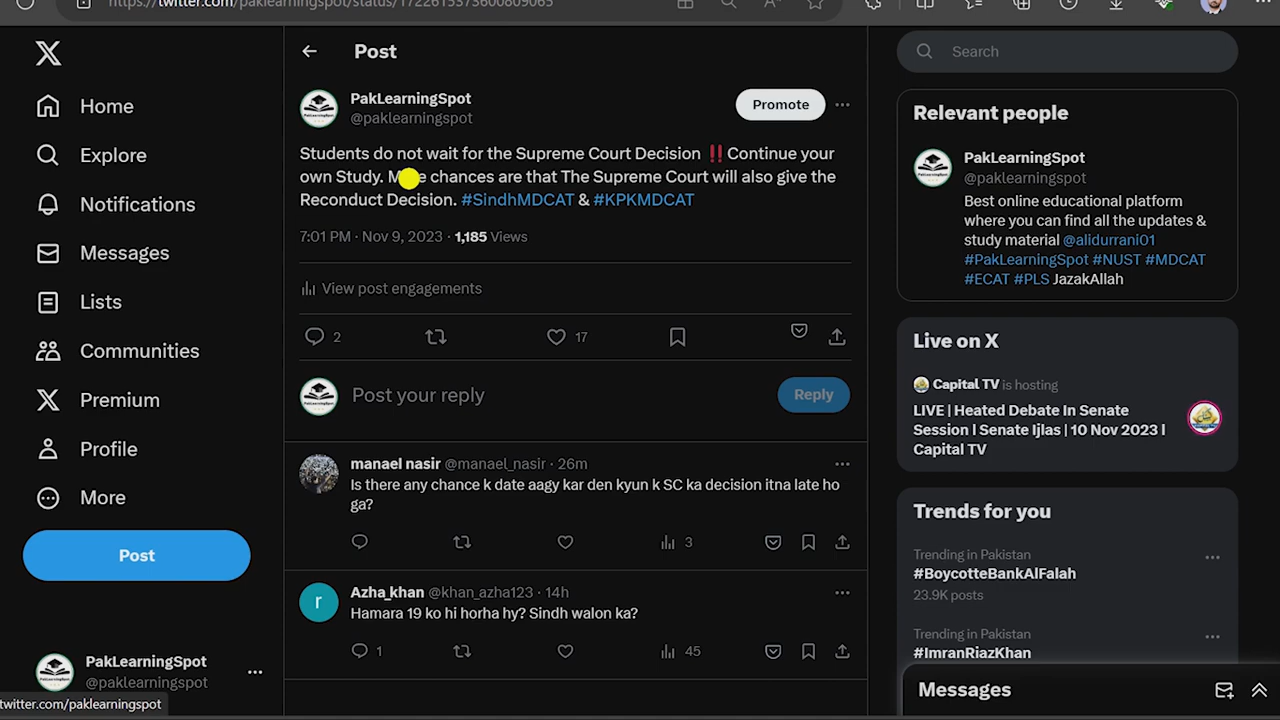 https://twitter.com/paklearningspot/status/1722615373600809065
Home
Explore
Notifications
Messages
Lists
Communities
Premium
Profile
More
Post
PakLearningSpot
@paklearningspot
twitter.com/paklearningspot
Post
PakLearningSpot
@paklearningspot
Promote
Students do not wait for the Supreme Court Decision ‼️Continue your
own Study. chances are that The Supreme Court will also give the
Reconduct Decision. #SindhMDCAT & #KPKMDCAT
7:01 PM · Nov 9, 2023 · 1,185 Views
View post engagements
2
17
Post your reply
Reply
manael nasir @manael_nasir · 26m
Is there any chance k date aagy kar den kyun k SC ka decision itna late ho
ga?
3
Azha_khan @khan_azha123 · 14h
Hamara 19 ko hi horha hy? Sindh walon ka?
1
45
r
Search
Relevant people
PakLearningSpot
@paklearningspot
Best online educational platform
where you can find all the updates &
study material @alidurrani01
#PakLearningSpot #NUST #MDCAT
#ECAT #PLS JazakAllah
Live on X
Capital TV is hosting
LIVE | Heated Debate In Senate
Session l Senate Ijlas | 10 Nov 2023 l
Capital TV
Trends for you
Trending in Pakistan
#BoycotteBankAlFalah
23.9K posts
Trending in Pakistan
#ImranRiazKhan
Messages